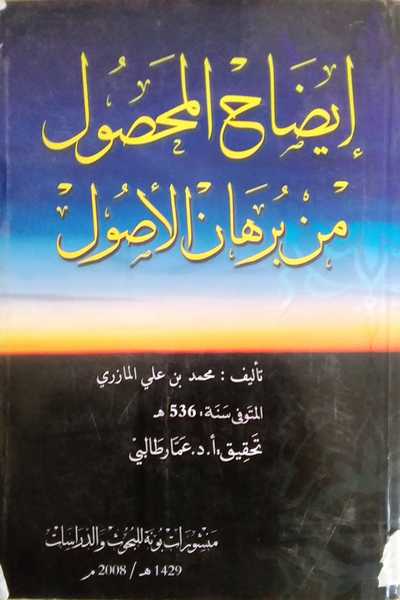 إيضاح المحصول
من برهان الأصول
تأليف : محمد بن علي المازري
المتوفى سنة : 536 هـ
تحقيق : أ . د . عمار طالبي
منشورات بونة للبحوث والدراسات
1429 هـ / 2008 م